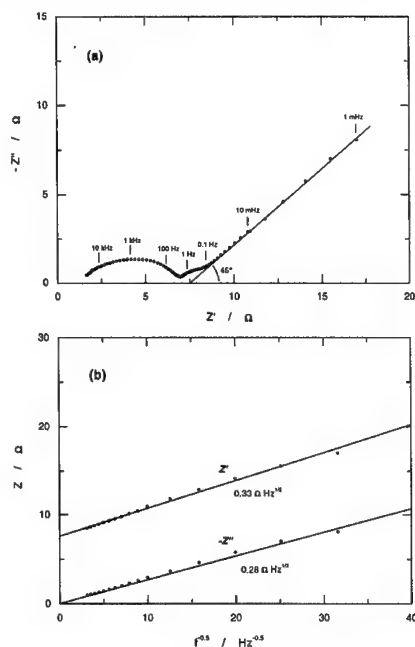 15
(a)
10
-Z" / Ω
5
0
1 mHz
10 mHz
0.1 Hz
1 Hz
100 Hz
1 kHz
10 kHz
45°
0 5 10 15 20
Z' / Ω
30
(b)
20
Z / Ω
10
0
Z'
0.33 Ω Hz^1/2
-Z"
0.28 Ω Hz^1/2
0 10 20 30 40
f^-0.5 / Hz^-0.5